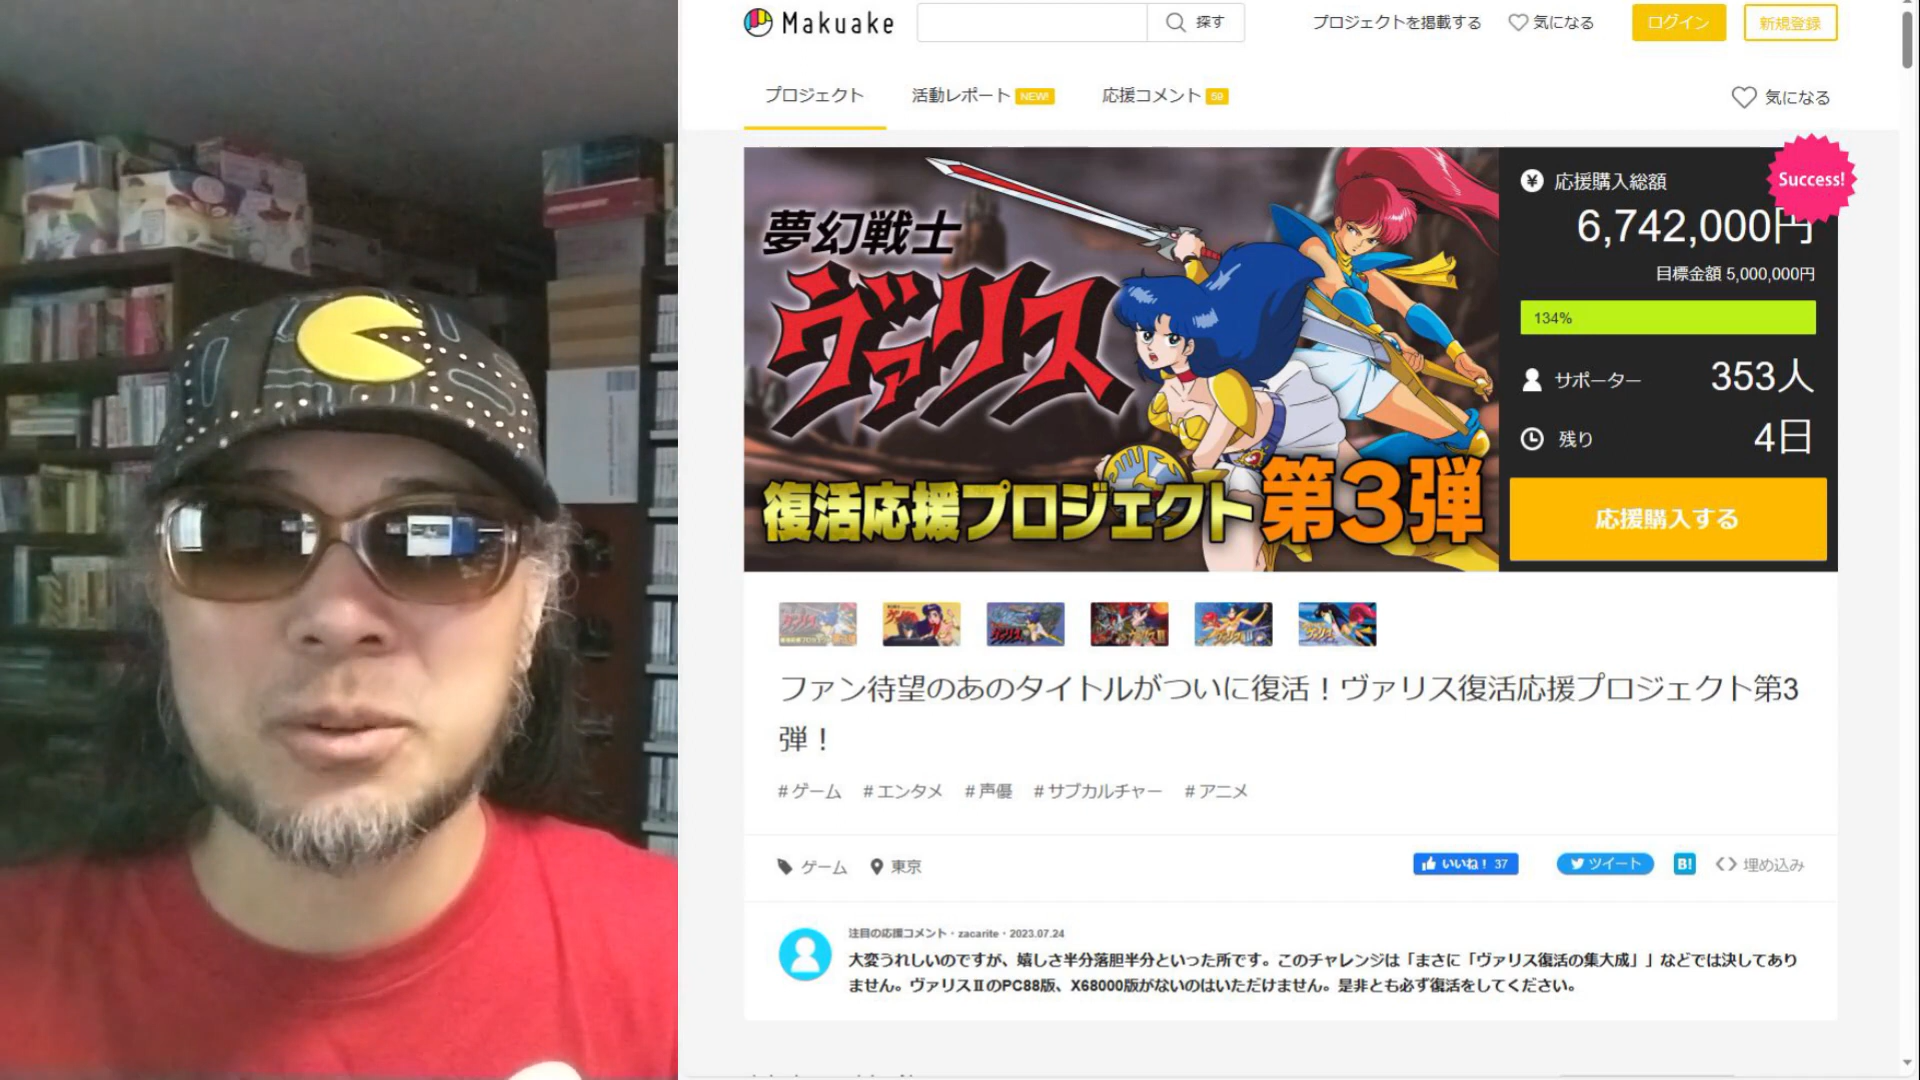 Makuake
探す
プロジェクトを掲載する
気になる
ログイン
新規登録
プロジェクト
活動レポート NEW!
応援コメント 59
気になる
夢幻戦士
ヴァリス
復活応援プロジェクト第3弾
Success!
¥ 応援購入総額
6,742,000円
目標金額 5,000,000円
134%
サポーター 353人
残り 4日
応援購入する
ファン待望のあのタイトルがついに復活！ヴァリス復活応援プロジェクト第3
弾！
#ゲーム #エンタメ #声優 #サブカルチャー #アニメ
ゲーム 東京
いいね！ 37
ツイート
B!
埋め込み
注目の応援コメント・zacarite・2023.07.24
大変うれしいのですが、嬉しさ半分落胆半分といった所です。このチャレンジは「まさに「ヴァリス復活の集大成」」などでは決してあり
ません。ヴァリスⅡのPC88版、X68000版がないのはいただけません。是非とも必ず復活をしてください。